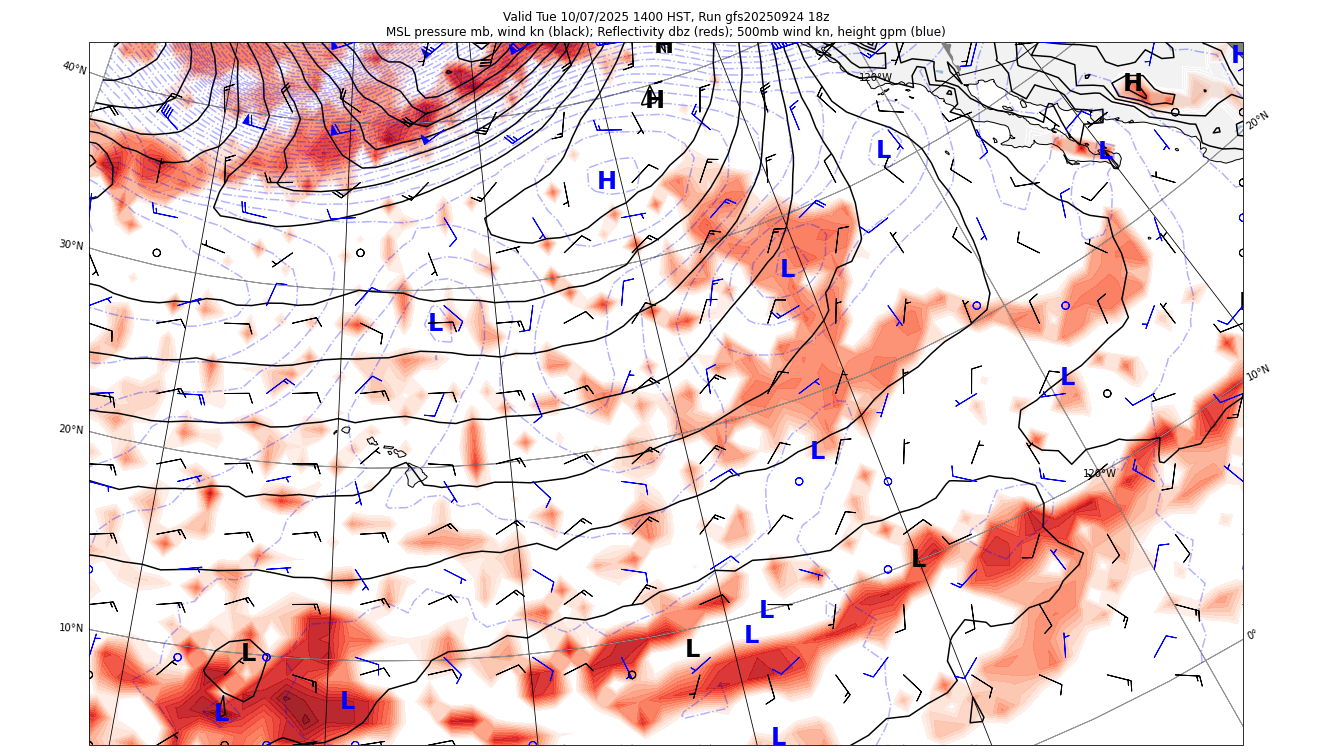 Valid Tue 10/07/2025 1400 HST, Run gfs20250924 18z
MSL pressure mb, wind kn (black); Reflectivity dbz (reds); 500mb wind kn, height gpm (blue)
H
H
40°N
120°W
H
20°N
H
L
L
H
30°N
L
L
10°N
L
20°N
L
120°W
L
L
10°N
L
0°
L
L
L
L
L